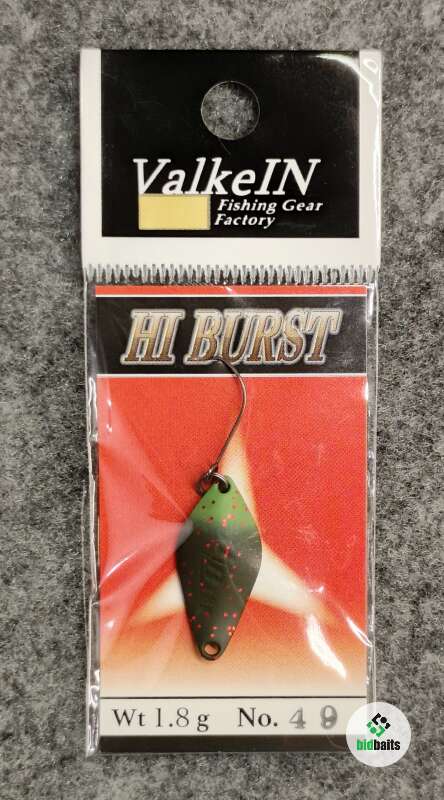 ValkeIN
Fishing Gear
Factory
HI BURST
Wt 1.8 g No. 49
bidbaits